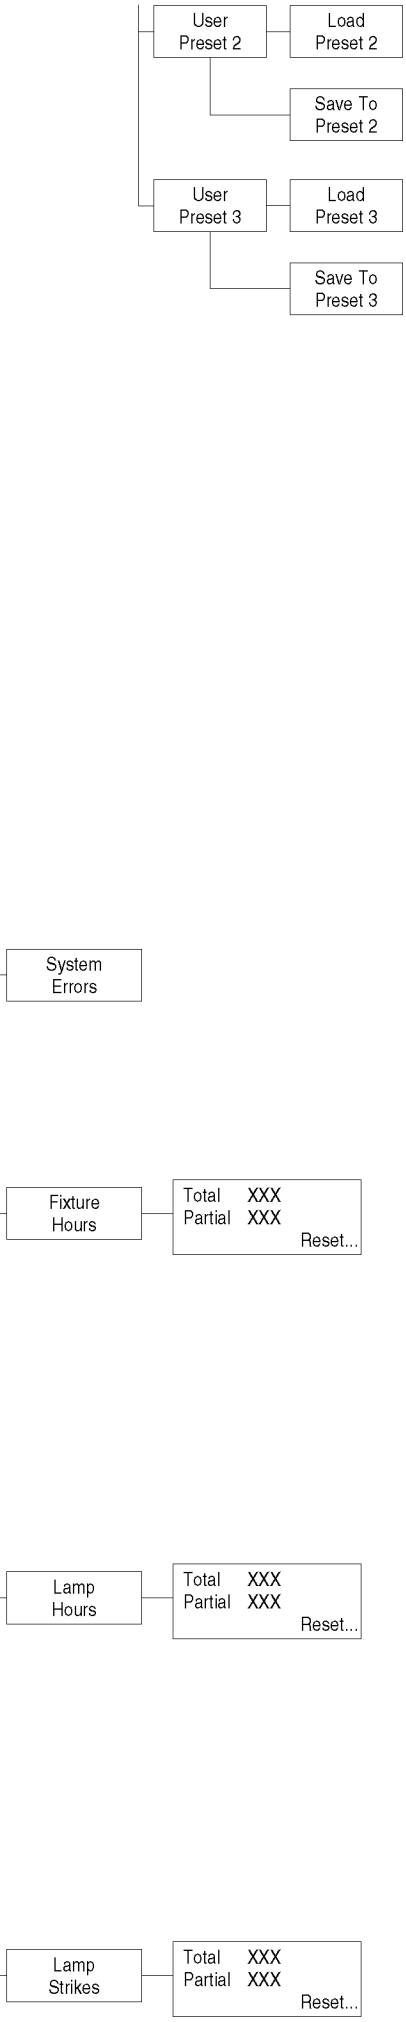 User
Preset 2
Load
Preset 2
Save To
Preset 2
User
Preset 3
Load
Preset 3
Save To
Preset 3
System
Errors
Fixture
Hours
Total XXX
Partial XXX
Reset...
Lamp
Hours
Total XXX
Partial XXX
Reset...
Lamp
Strikes
Total XXX
Partial XXX
Reset...